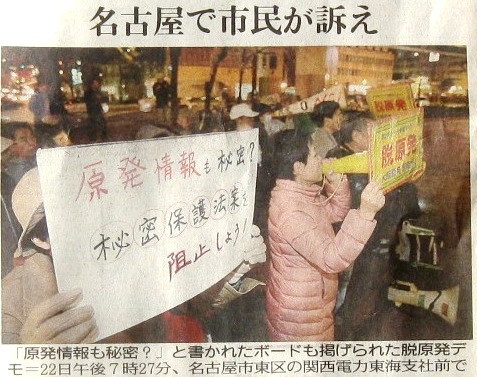 名古屋で市民が訴え
原発情報も秘密?
秘密保護法案を
阻止しよう!
脱原発
脱原発
「原発情報も秘密?」と書かれたボードも掲げられた脱原発デ
モ=22日午後7時27分、名古屋市東区の関西電力東海支社前で